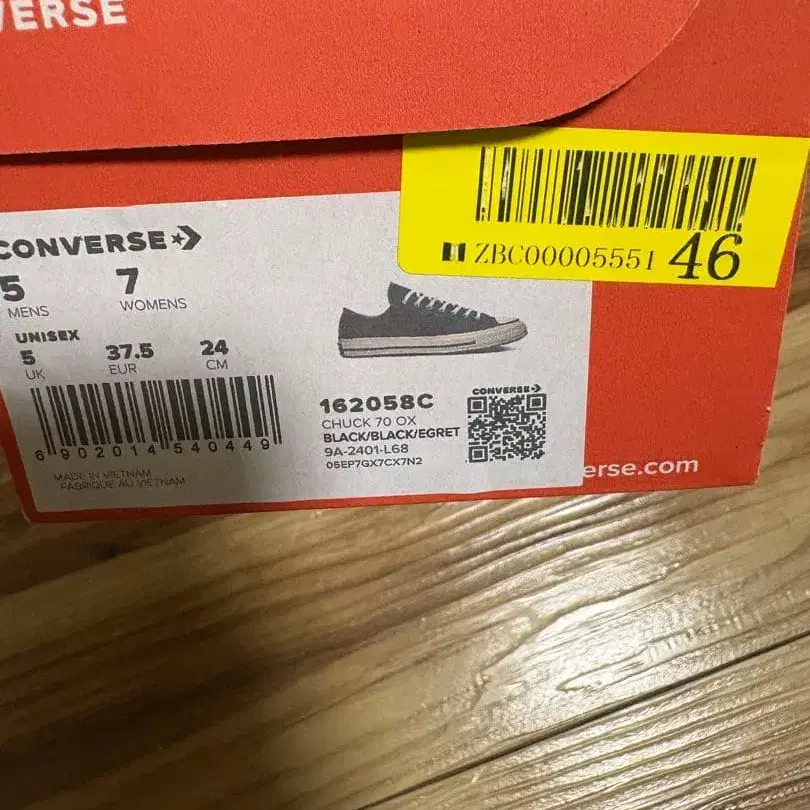 VERSE
ZBC00005551 46
CONVERSE
5 7
MENS WOMENS
UNISEX
5 37.5 24
UK EUR CM
6 902014 540449
MADE IN VIETNAM
FABRIQUE AU VIETNAM
CONVERSE
162058C
CHUCK 70 OX
BLACK/BLACK/EGRET
9A-2401-L68
05EP7GX7CX7N2
erse.com